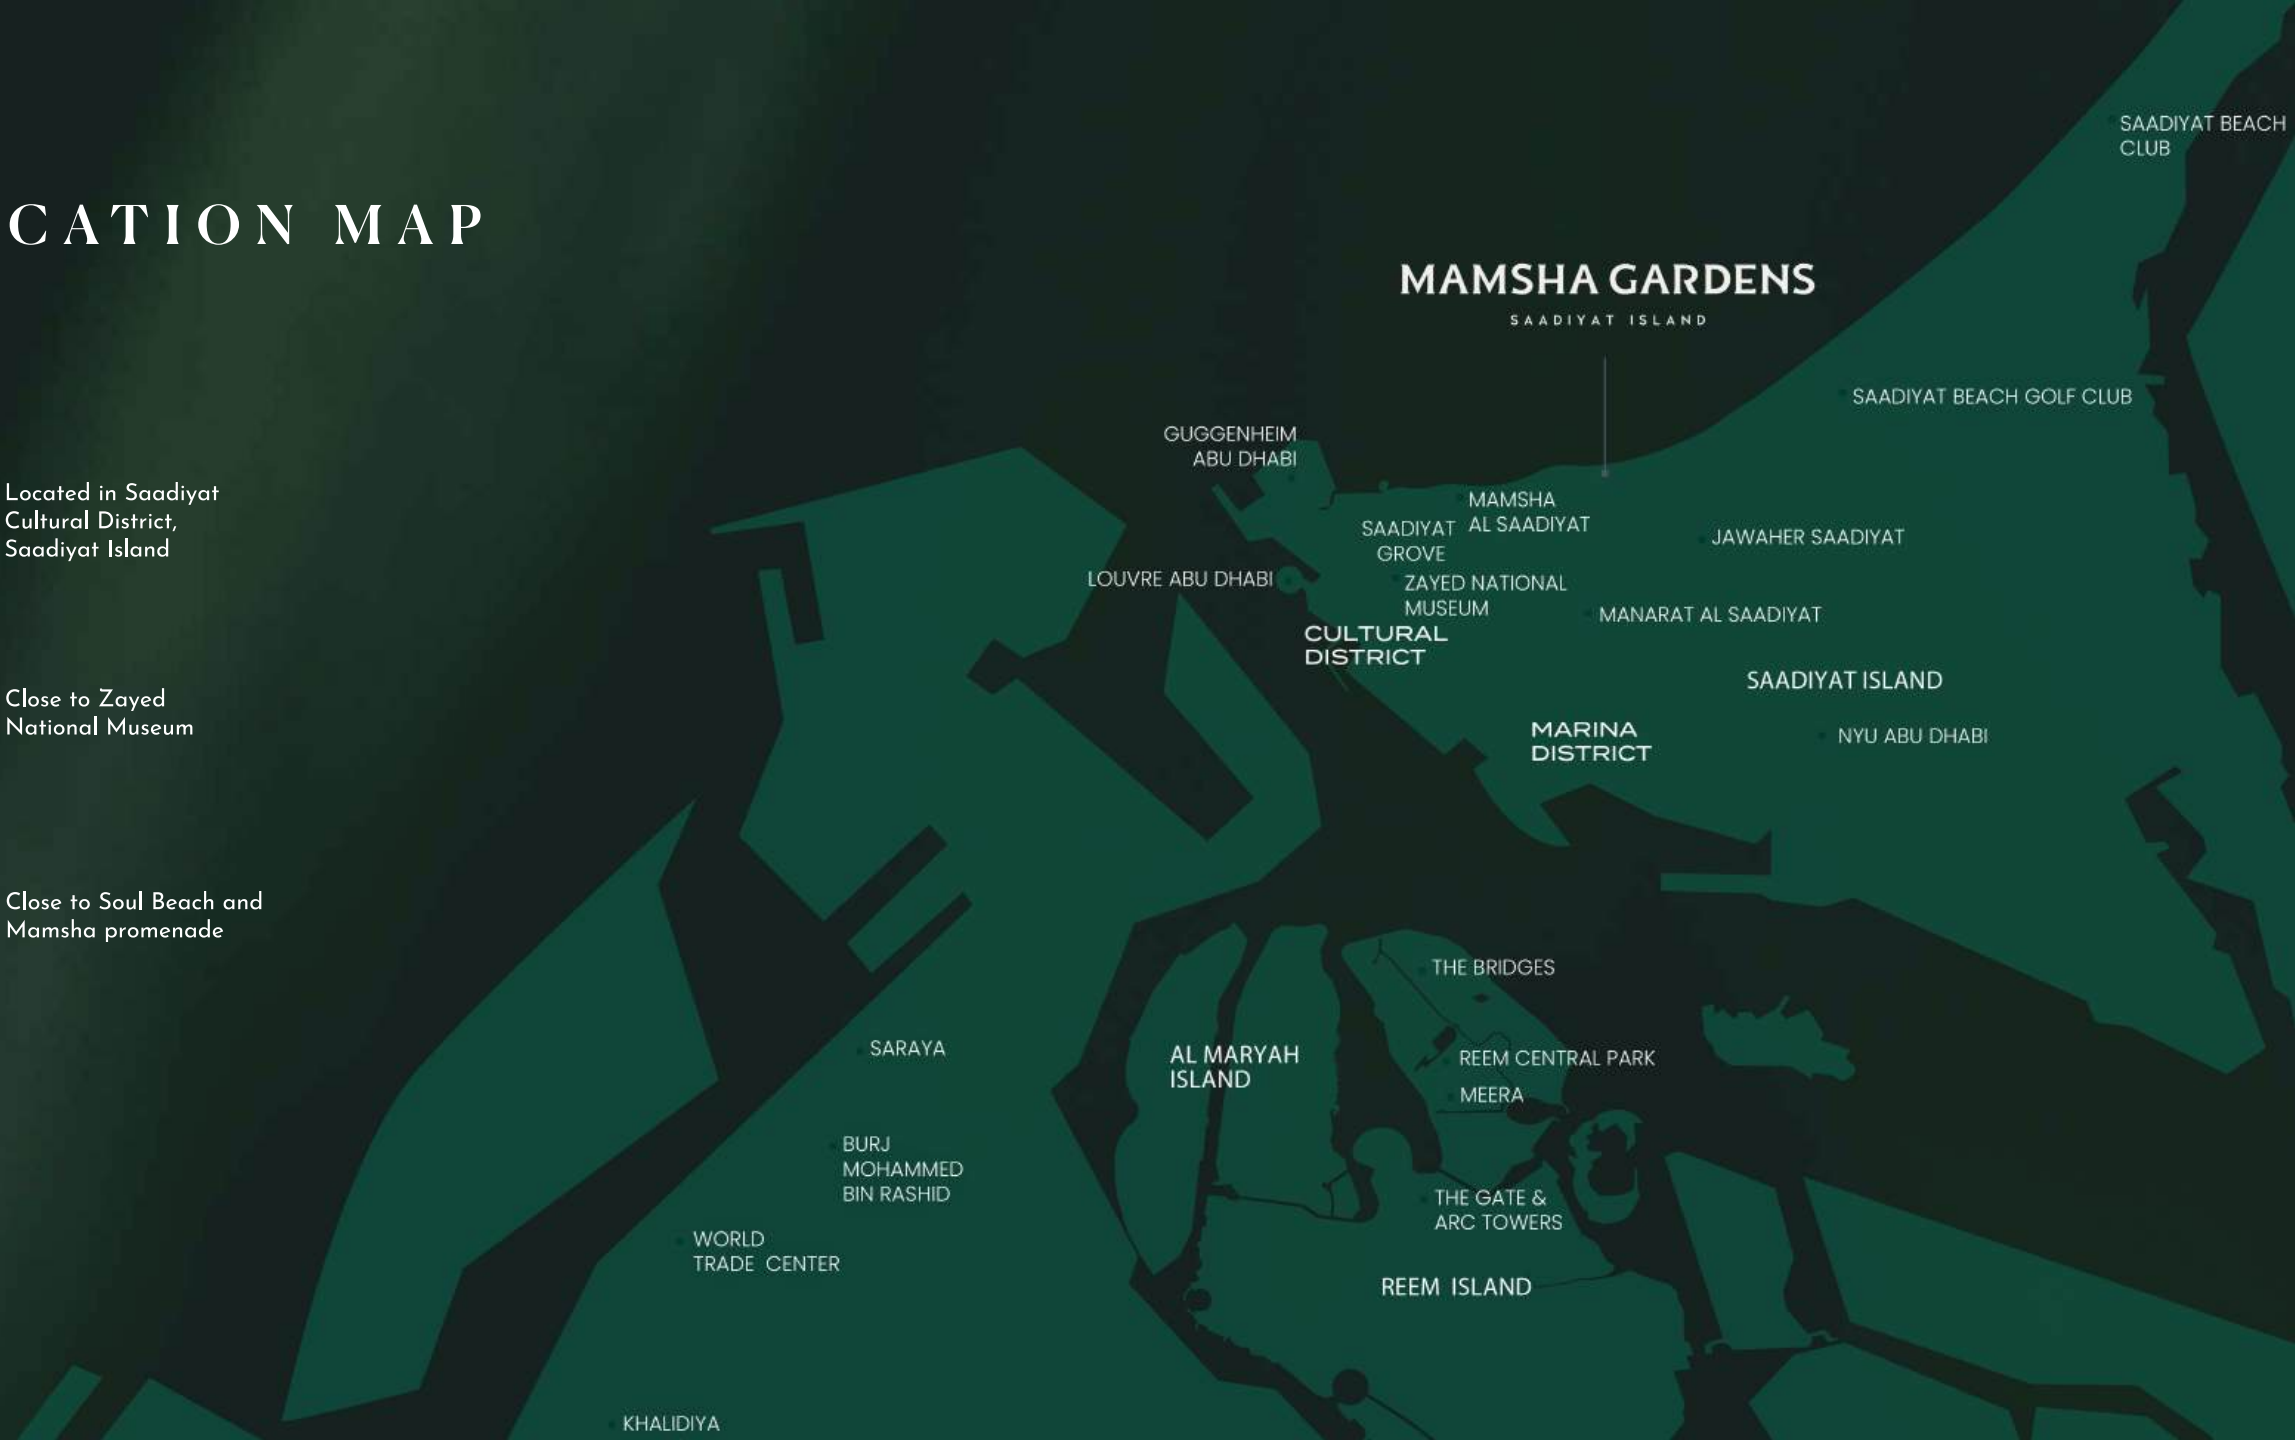 CATION MAP
Located in Saadiyat
Cultural District,
Saadiyat Island
Close to Zayed
National Museum
Close to Soul Beach and
Mamsha promenade
SAADIYAT BEACH
CLUB
MAMSHA GARDENS
SAADIYAT ISLAND
SAADIYAT BEACH GOLF CLUB
GUGGENHEIM
ABU DHABI
MAMSHA
AL SAADIYAT
SAADIYAT
GROVE
JAWAHER SAADIYAT
LOUVRE ABU DHABI
ZAYED NATIONAL
MUSEUM
MANARAT AL SAADIYAT
CULTURAL
DISTRICT
SAADIYAT ISLAND
MARINA
DISTRICT
NYU ABU DHABI
THE BRIDGES
SARAYA
AL MARYAH
ISLAND
REEM CENTRAL PARK
MEERA
BURJ
MOHAMMED
BIN RASHID
THE GATE &
ARC TOWERS
WORLD
TRADE CENTER
REEM ISLAND
KHALIDIYA